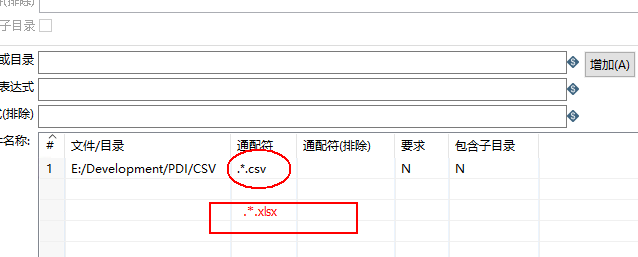 (排除)
子目录
或目录
增加(A)
表达式
(排除)
件名称:
# 文件/目录 通配符 通配符(排除) 要求 包含子目录
1 E:/Development/PDI/CSV .*.csv N N
.*.xlsx